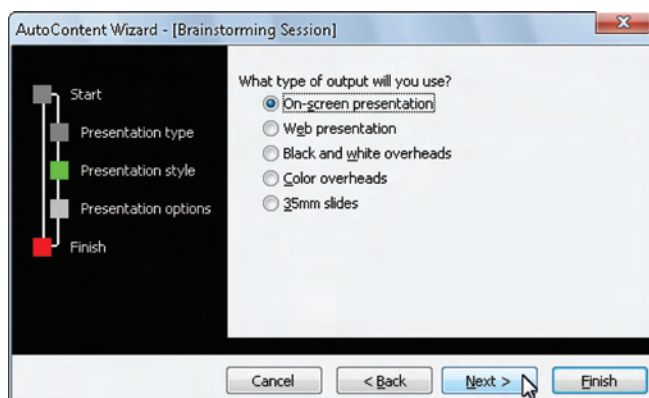 AutoContent Wizard - [Brainstorming Session]
Start
Presentation type
Presentation style
Presentation options
Finish
What type of output will you use?
On-screen presentation
Web presentation
Black and white overheads
Color overheads
35mm slides
Cancel
< Back
Next >
Finish